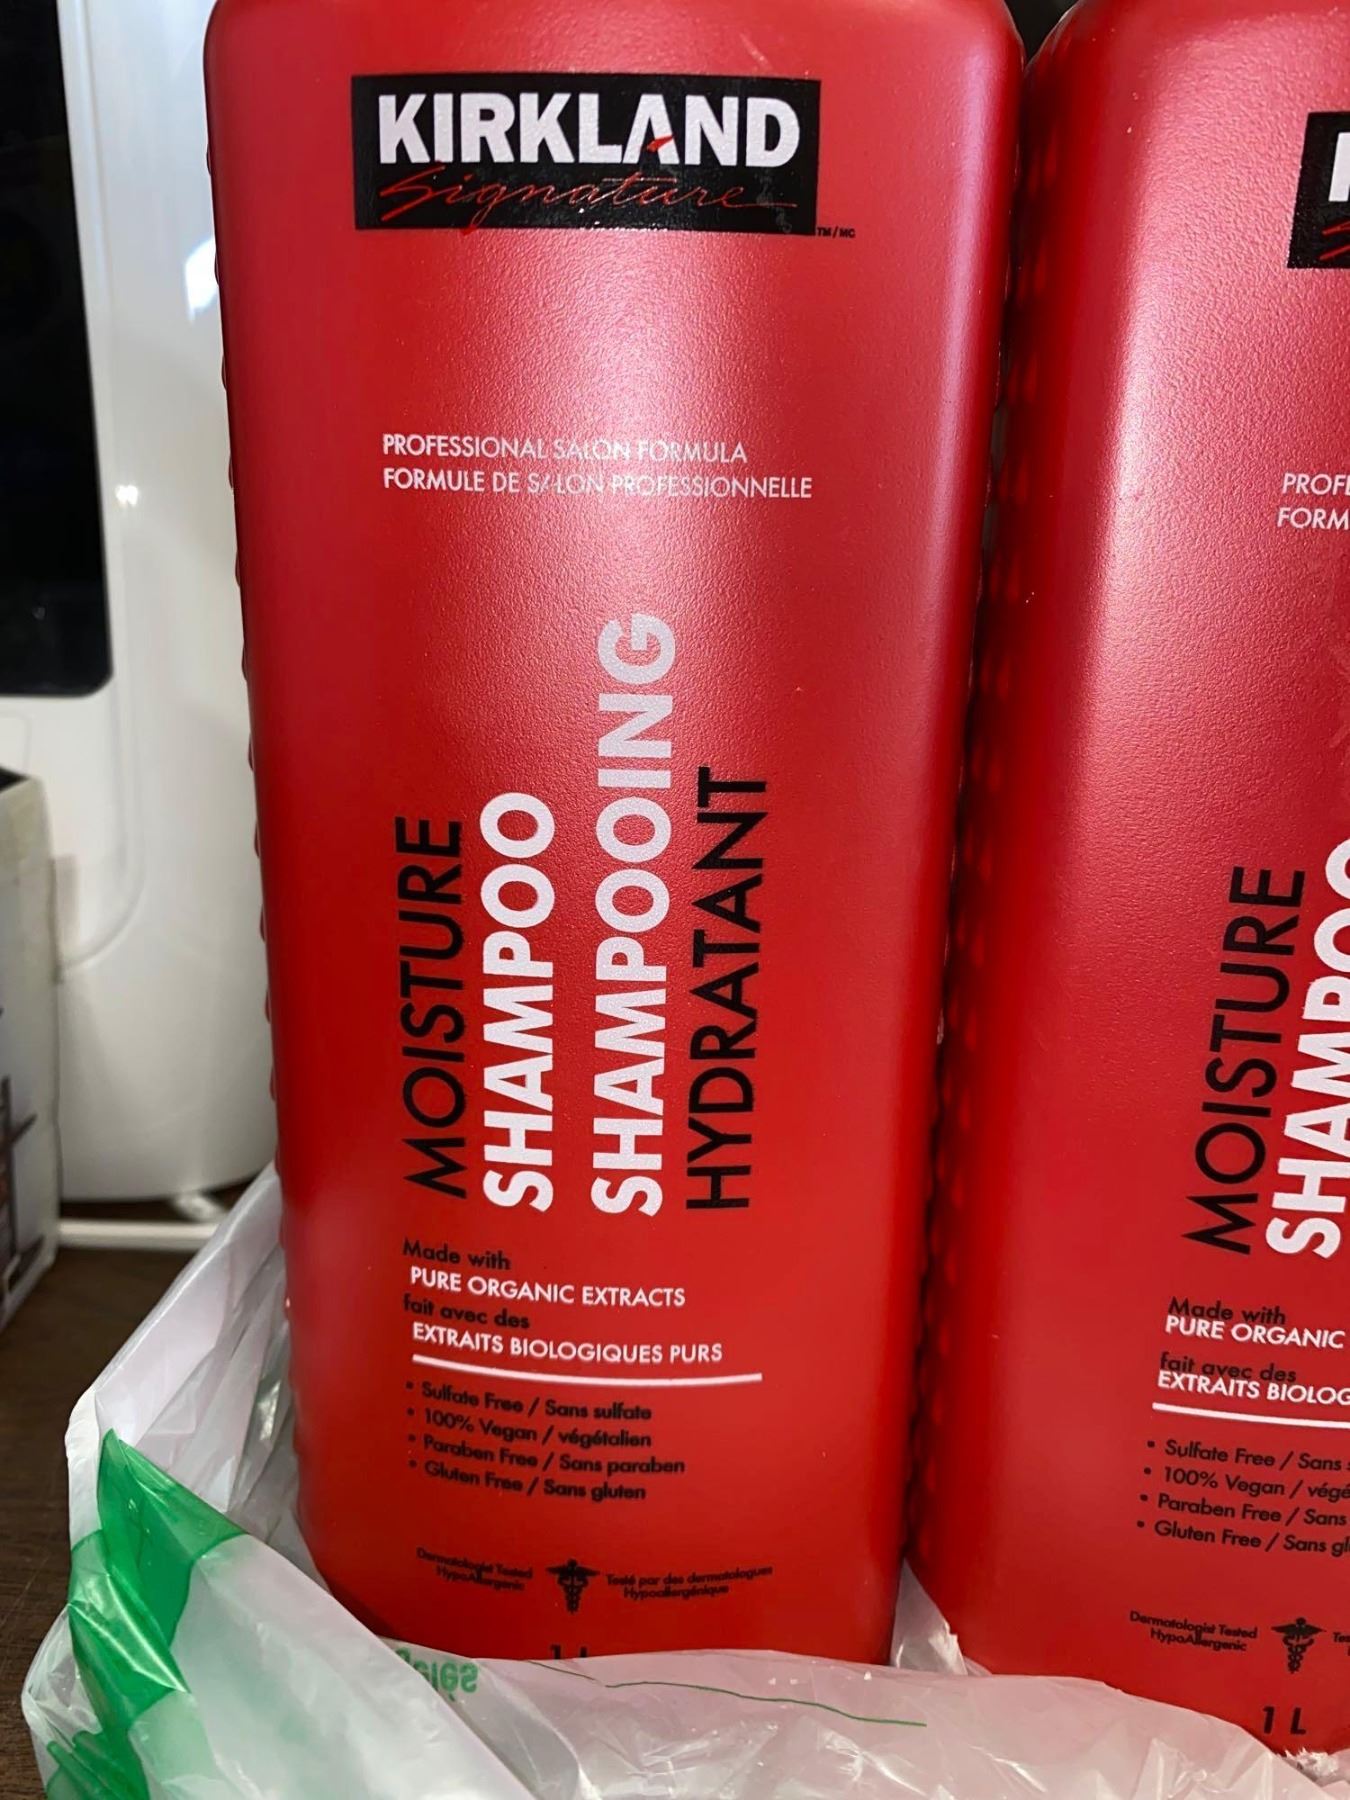 KIRKLAND
Signature
TM/MC
PROFESSIONAL SALON FORMULA
FORMULE DE SALON PROFESSIONNELLE
MOISTURE
SHAMPOO
SHAMPOOING
HYDRATANT
Made with
PURE ORGANIC EXTRACTS
fait avec des
EXTRAITS BIOLOGIQUES PURS
• Sulfate Free / Sans sulfate
• 100% Vegan / végétalien
• Paraben Free / Sans paraben
• Gluten Free / Sans gluten
Dermatologist Tested
HypoAllergenic
Testé par des dermatologues
Hypoallergénique
MOISTURE
SHAMPOO
Made with
PURE ORGANIC
fait avec des
EXTRAITS
• Sulfate Free / Sans
• 100% Vegan /
• Paraben Free / Sans
• Gluten Free / Sans
Dermatologist Tested
HypoAllergenic
1 L